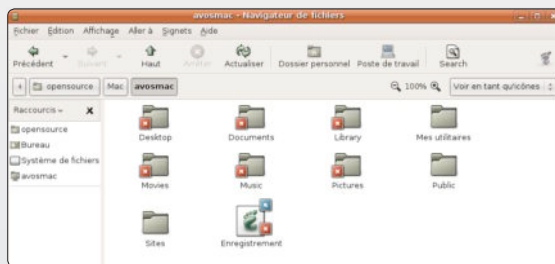 avosmac - Navigateur de fichiers
Fichier Édition Affichage Aller à Signets Aide
Précédent Suivant Haut Arrêter Actualiser Dossier personnel Poste de travail Search
opensource Mac avosmac 100% Voir en tant qu'icônes
Raccourcis
opensource
Bureau
Système de fichiers
avosmac
Desktop Documents Library Mes utilitaires
Movies Music Pictures Public
Sites Enregistrement